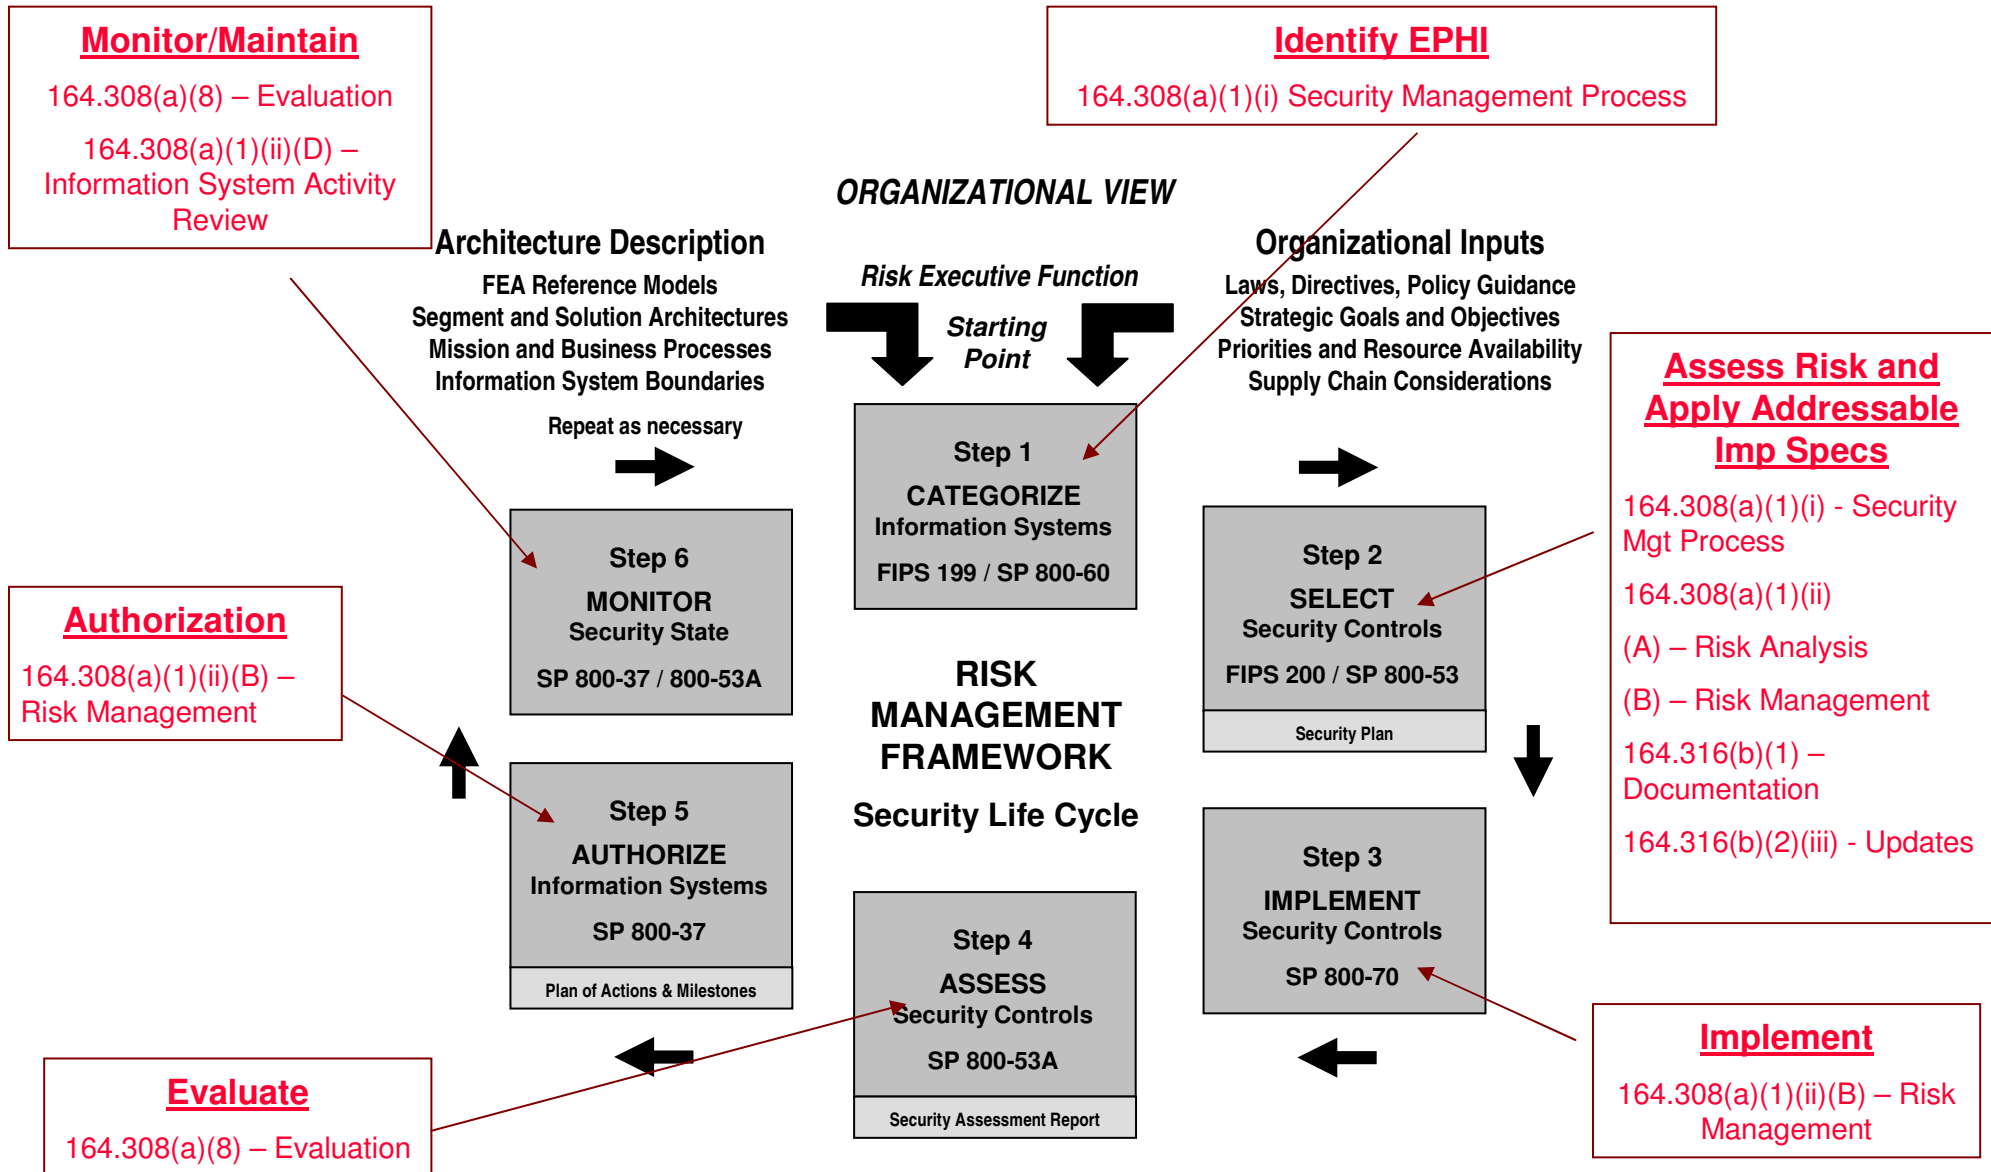 Monitor/Maintain
164.308(a)(8) – Evaluation
164.308(a)(1)(ii)(D) –
Information System Activity
Review
Identify EPHI
164.308(a)(1)(i) Security Management Process
ORGANIZATIONAL VIEW
Architecture Description
FEA Reference Models
Segment and Solution Architectures
Mission and Business Processes
Information System Boundaries
Repeat as necessary
Risk Executive Function
Starting
Point
Organizational Inputs
Laws, Directives, Policy Guidance
Strategic Goals and Objectives
Priorities and Resource Availability
Supply Chain Considerations
Assess Risk and
Apply Addressable
Imp Specs
164.308(a)(1)(i) - Security
Mgt Process
164.308(a)(1)(ii)
(A) – Risk Analysis
(B) – Risk Management
164.316(b)(1) –
Documentation
164.316(b)(2)(iii) - Updates
Step 1
CATEGORIZE
Information Systems
FIPS 199 / SP 800-60
Step 6
MONITOR
Security State
SP 800-37 / 800-53A
Step 2
SELECT
Security Controls
FIPS 200 / SP 800-53
Security Plan
Authorization
164.308(a)(1)(ii)(B) –
Risk Management
RISK
MANAGEMENT
FRAMEWORK
Security Life Cycle
Step 5
AUTHORIZE
Information Systems
SP 800-37
Plan of Actions & Milestones
Step 3
IMPLEMENT
Security Controls
SP 800-70
Step 4
ASSESS
Security Controls
SP 800-53A
Security Assessment Report
Evaluate
164.308(a)(8) – Evaluation
Implement
164.308(a)(1)(ii)(B) – Risk
Management